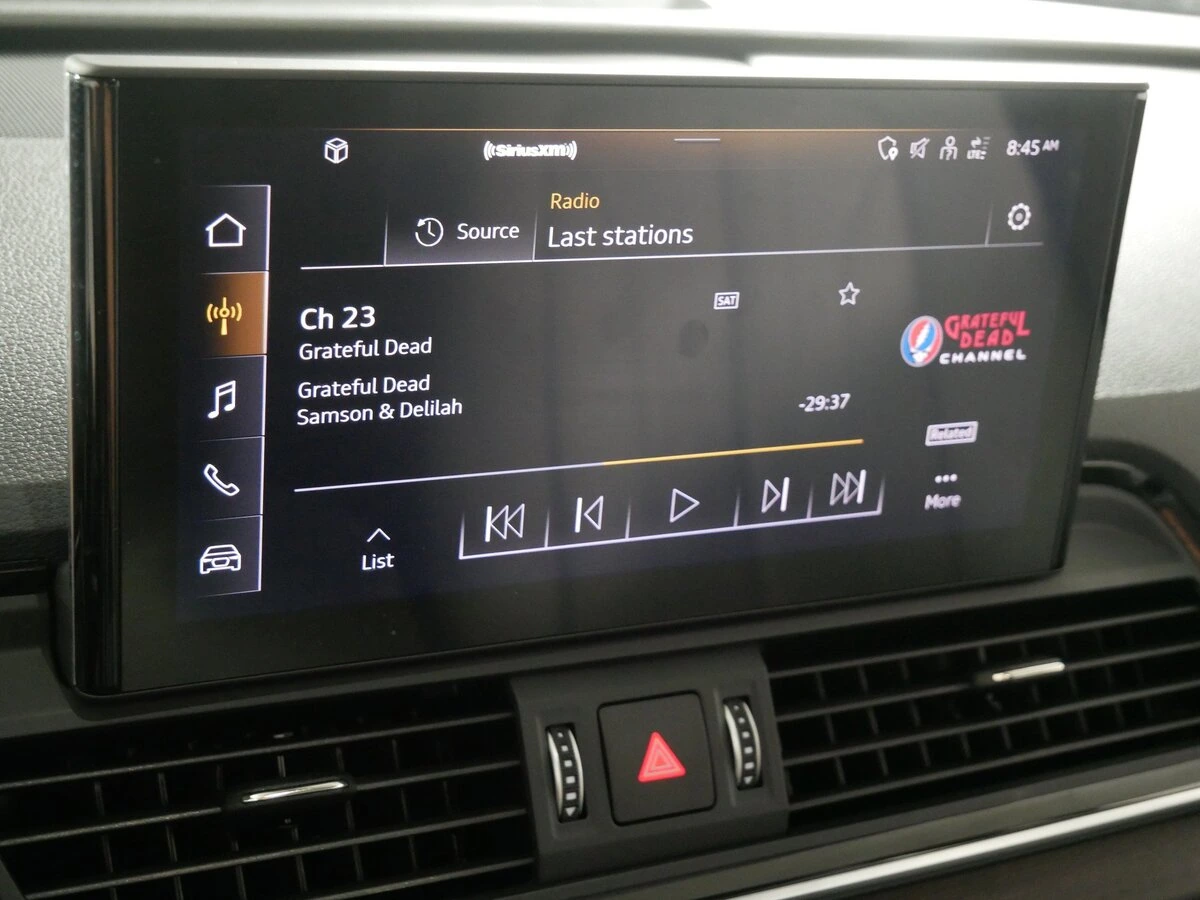 ((SiriusXM))
LTE
8:45 AM
Radio
Source
Last stations
Ch 23
SAT
Grateful Dead
GRATEFUL
DEAD
CHANNEL
Grateful Dead
Samson & Delilah
-29:37
Related
More
List